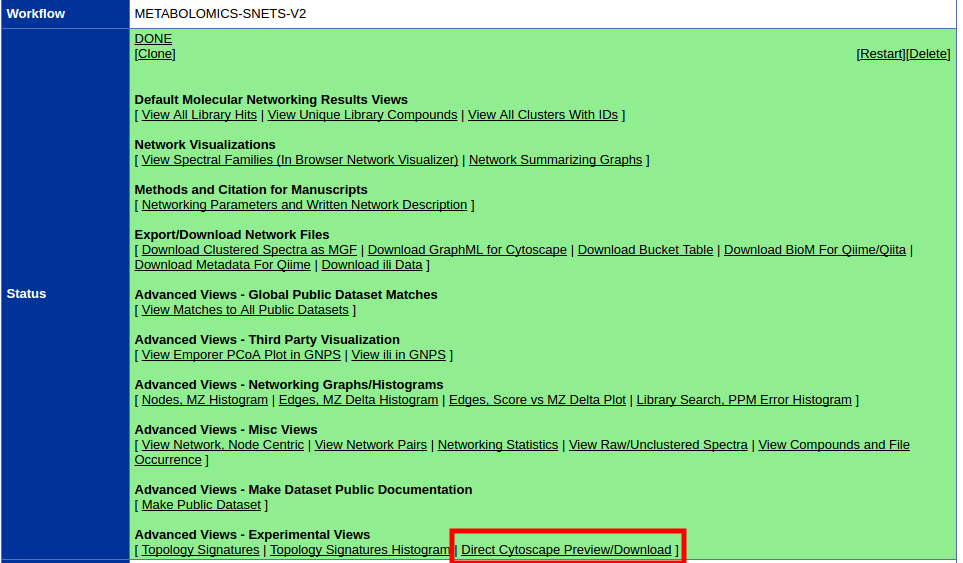 Workflow METABOLOMICS-SNETS-V2
DONE
[Clone] [Restart][Delete]
Default Molecular Networking Results Views
[ View All Library Hits | View Unique Library Compounds | View All Clusters With IDs ]
Network Visualizations
[ View Spectral Families (In Browser Network Visualizer) | Network Summarizing Graphs ]
Methods and Citation for Manuscripts
[ Networking Parameters and Written Network Description ]
Export/Download Network Files
[ Download Clustered Spectra as MGF | Download GraphML for Cytoscape | Download Bucket Table | Download BioM For Qiime/Qiita |
Download Metadata For Qiime | Download ili Data ]
Status
Advanced Views - Global Public Dataset Matches
[ View Matches to All Public Datasets ]
Advanced Views - Third Party Visualization
[ View Emporer PCoA Plot in GNPS | View ili in GNPS ]
Advanced Views - Networking Graphs/Histograms
[ Nodes, MZ Histogram | Edges, MZ Delta Histogram | Edges, Score vs MZ Delta Plot | Library Search, PPM Error Histogram ]
Advanced Views - Misc Views
[ View Network, Node Centric | View Network Pairs | Networking Statistics | View Raw/Unclustered Spectra | View Compounds and File
Occurrence ]
Advanced Views - Make Dataset Public Documentation
[ Make Public Dataset ]
Advanced Views - Experimental Views
[ Topology Signatures | Topology Signatures Histogram | Direct Cytoscape Preview/Download ]